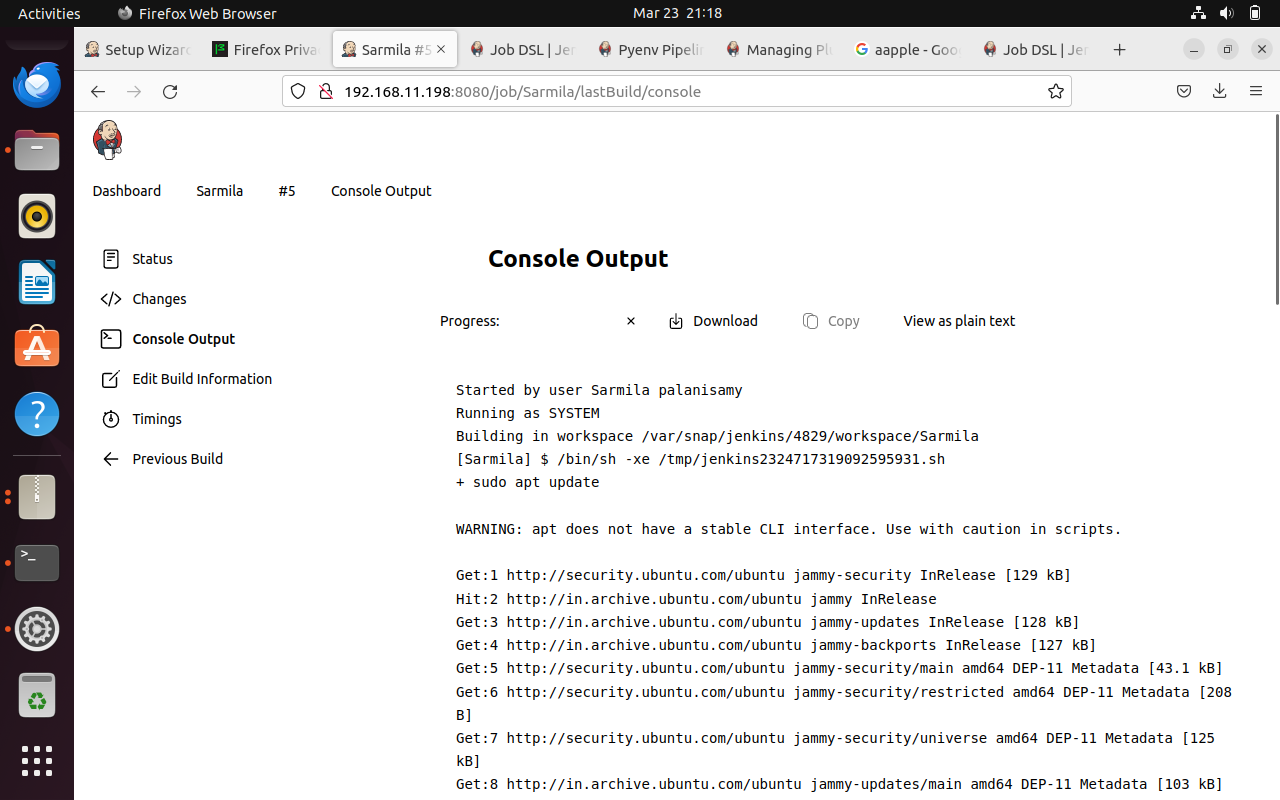 Activities
Firefox Web Browser
Mar 23 21:18
Setup Wizard
Firefox Priva
Sarmila #5
Job DSL | Jen
Pyenv Pipelin
Managing Plu
aapple - Goo
Job DSL | Jen
192.168.11.198:8080/job/Sarmila/lastBuild/console
Dashboard
Sarmila
#5
Console Output
Status
Changes
Console Output
Edit Build Information
Timings
Previous Build
Console Output
Progress:
Download
Copy
View as plain text
Started by user Sarmila palanisamy
Running as SYSTEM
Building in workspace /var/snap/jenkins/4829/workspace/Sarmila
[Sarmila] $ /bin/sh -xe /tmp/jenkins2324717319092595931.sh
+ sudo apt update
WARNING: apt does not have a stable CLI interface. Use with caution in scripts.
Get:1 http://security.ubuntu.com/ubuntu jammy-security InRelease [129 kB]
Hit:2 http://in.archive.ubuntu.com/ubuntu jammy InRelease
Get:3 http://in.archive.ubuntu.com/ubuntu jammy-updates InRelease [128 kB]
Get:4 http://in.archive.ubuntu.com/ubuntu jammy-backports InRelease [127 kB]
Get:5 http://security.ubuntu.com/ubuntu jammy-security/main amd64 DEP-11 Metadata [43.1 kB]
Get:6 http://security.ubuntu.com/ubuntu jammy-security/restricted amd64 DEP-11 Metadata [208
B]
Get:7 http://security.ubuntu.com/ubuntu jammy-security/universe amd64 DEP-11 Metadata [125
kB]
Get:8 http://in.archive.ubuntu.com/ubuntu jammy-updates/main amd64 DEP-11 Metadata [103 kB]